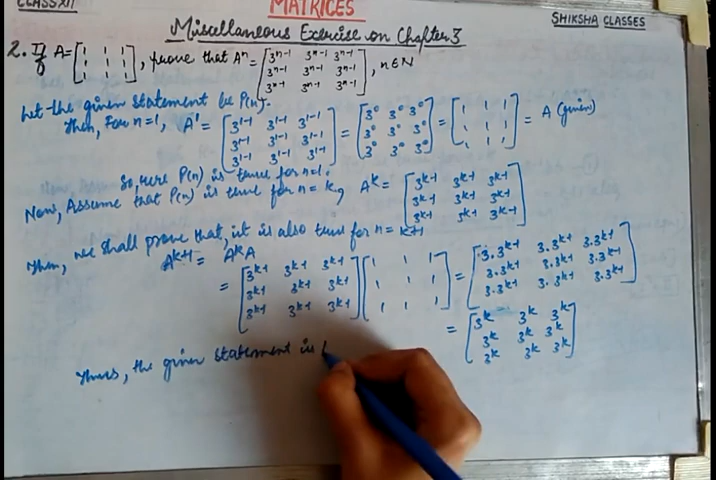 CLASS XII
MATRICES
SHIKSHA CLASSES
Miscellaneous Exercise on Chapter 3
2. If A = [1 1 1; 1 1 1; 1 1 1], prove that Aⁿ = [3ⁿ⁻¹ 3ⁿ⁻¹ 3ⁿ⁻¹; 3ⁿ⁻¹ 3ⁿ⁻¹ 3ⁿ⁻¹; 3ⁿ⁻¹ 3ⁿ⁻¹ 3ⁿ⁻¹], n ∈ N
Let the given statement be P(n).
Then, For n=1, A¹ = [3¹⁻¹ 3¹⁻¹ 3¹⁻¹; 3¹⁻¹ 3¹⁻¹ 3¹⁻¹; 3¹⁻¹ 3¹⁻¹ 3¹⁻¹] = [3⁰ 3⁰ 3⁰; 3⁰ 3⁰ 3⁰; 3⁰ 3⁰ 3⁰] = [1 1 1; 1 1 1; 1 1 1] = A (given)
So, here P(n) is true for n=1.
Now, Assume that P(n) is true for n = k, Aᵏ = [3ᵏ⁻¹ 3ᵏ⁻¹ 3ᵏ⁻¹; 3ᵏ⁻¹ 3ᵏ⁻¹ 3ᵏ⁻¹; 3ᵏ⁻¹ 3ᵏ⁻¹ 3ᵏ⁻¹]
Then, we shall prove that, it is also true for n = k+1
Aᵏ⁺¹ = AᵏA
= [3ᵏ⁻¹ 3ᵏ⁻¹ 3ᵏ⁻¹; 3ᵏ⁻¹ 3ᵏ⁻¹ 3ᵏ⁻¹; 3ᵏ⁻¹ 3ᵏ⁻¹ 3ᵏ⁻¹] [1 1 1; 1 1 1; 1 1 1] = [3.3ᵏ⁻¹ 3.3ᵏ⁻¹ 3.3ᵏ⁻¹; 3.3ᵏ⁻¹ 3.3ᵏ⁻¹ 3.3ᵏ⁻¹; 3.3ᵏ⁻¹ 3.3ᵏ⁻¹ 3.3ᵏ⁻¹]
= [3ᵏ 3ᵏ 3ᵏ; 3ᵏ 3ᵏ 3ᵏ; 3ᵏ 3ᵏ 3ᵏ]
Thus, the given statement is